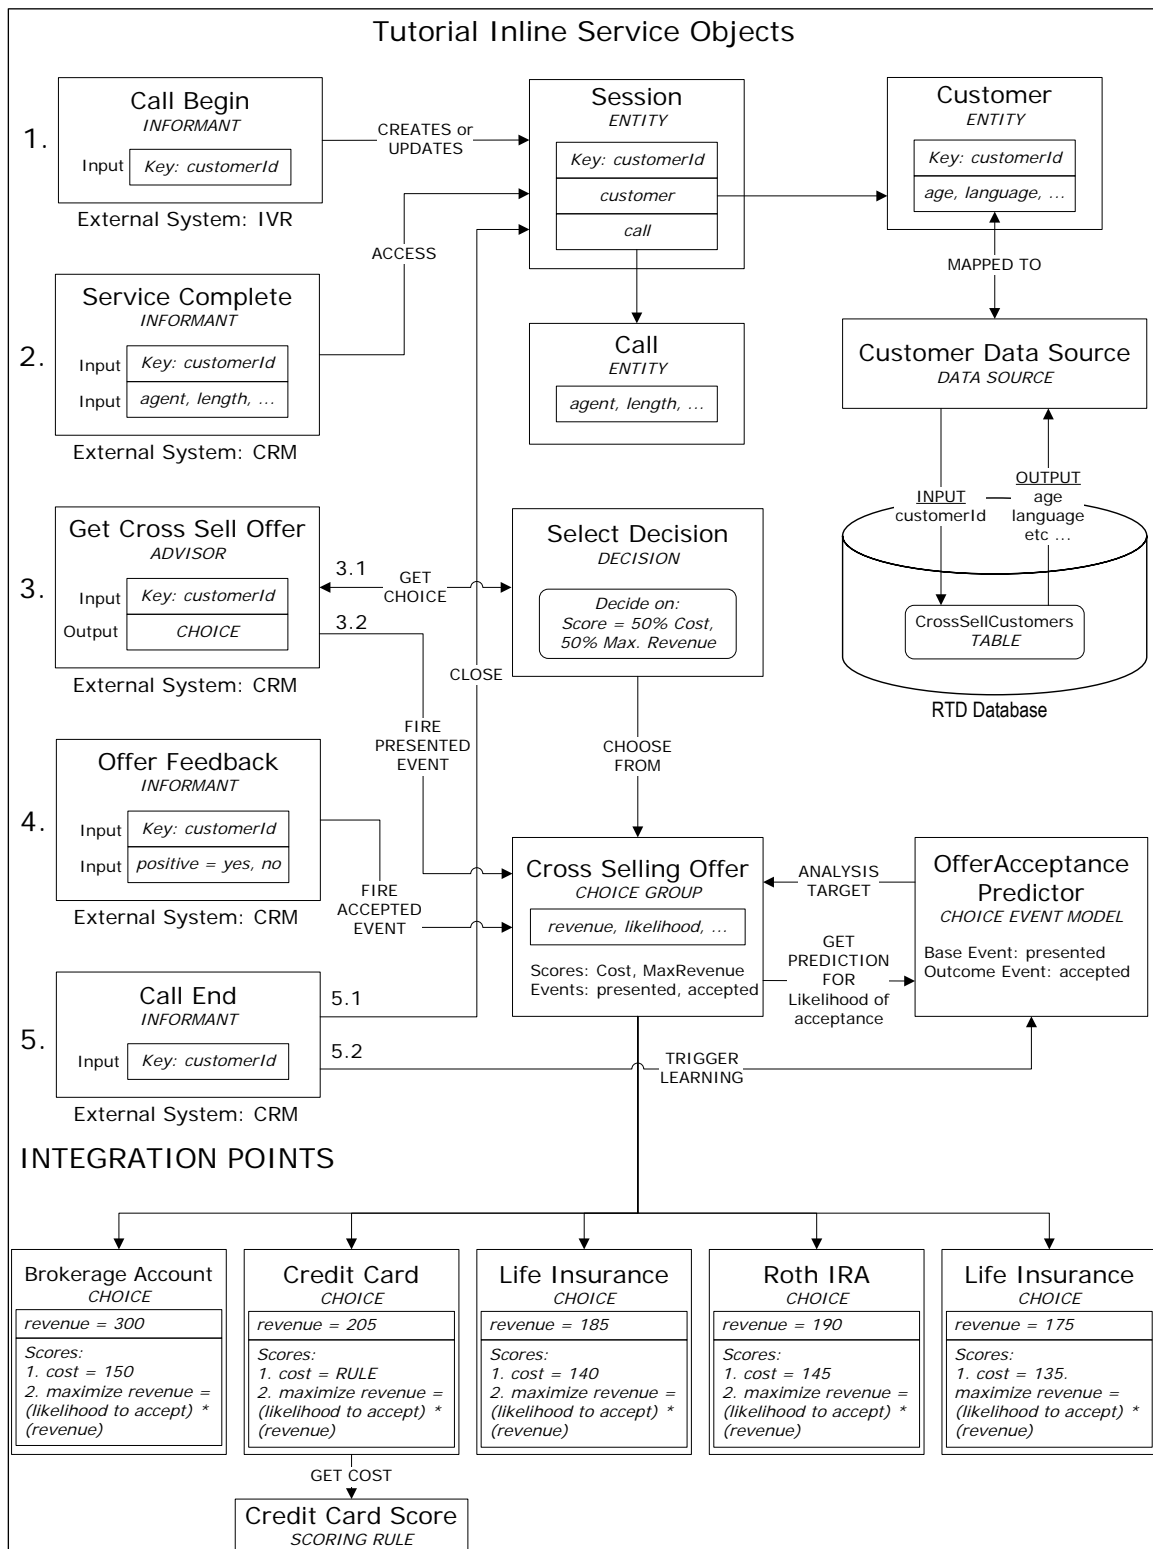 Tutorial Inline Service Objects
1.
Call Begin
INFORMANT
Input
Key: customerId
External System: IVR
CREATES or
UPDATES
Session
ENTITY
Key: customerId
customer
call
Customer
ENTITY
Key: customerId
age, language, ...
ACCESS
MAPPED TO
2.
Service Complete
INFORMANT
Input
Key: customerId
Input
agent, length, ...
External System: CRM
Call
ENTITY
agent, length, ...
Customer Data Source
DATA SOURCE
INPUT
customerId
OUTPUT
age
language
etc ...
CrossSellCustomers
TABLE
RTD Database
3.
Get Cross Sell Offer
ADVISOR
Input
Key: customerId
Output
CHOICE
External System: CRM
3.1
GET
CHOICE
3.2
Select Decision
DECISION
Decide on:
Score = 50% Cost,
50% Max. Revenue
CLOSE
FIRE
PRESENTED
EVENT
CHOOSE
FROM
4.
Offer Feedback
INFORMANT
Input
Key: customerId
Input
positive = yes, no
External System: CRM
FIRE
ACCEPTED
EVENT
Cross Selling Offer
CHOICE GROUP
revenue, likelihood, ...
Scores: Cost, MaxRevenue
Events: presented, accepted
ANALYSIS
TARGET
GET
PREDICTION
FOR
Likelihood of
acceptance
OfferAcceptance
Predictor
CHOICE EVENT MODEL
Base Event: presented
Outcome Event: accepted
5.
Call End
INFORMANT
Input
Key: customerId
External System: CRM
5.1
5.2
TRIGGER
LEARNING
INTEGRATION POINTS
Brokerage Account
CHOICE
revenue = 300
Scores:
1. cost = 150
2. maximize revenue =
(likelihood to accept) *
(revenue)
Credit Card
CHOICE
revenue = 205
Scores:
1. cost = RULE
2. maximize revenue =
(likelihood to accept) *
(revenue)
Life Insurance
CHOICE
revenue = 185
Scores:
1. cost = 140
2. maximize revenue =
(likelihood to accept) *
(revenue)
Roth IRA
CHOICE
revenue = 190
Scores:
1. cost = 145
2. maximize revenue =
(likelihood to accept) *
(revenue)
Life Insurance
CHOICE
revenue = 175
Scores:
1. cost = 135.
maximize revenue =
(likelihood to accept) *
(revenue)
GET COST
Credit Card Score
SCORING RULE